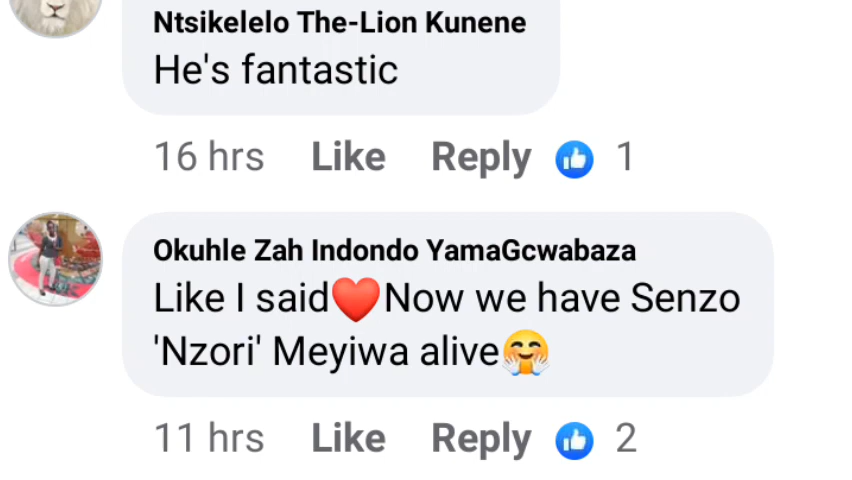 Ntsikelelo The-Lion Kunene
He's fantastic
16 hrs Like Reply 1
Okuhle Zah Indondo YamaGcwabaza
Like I said❤️Now we have Senzo
'Nzori' Meyiwa alive🤗
11 hrs Like Reply 2